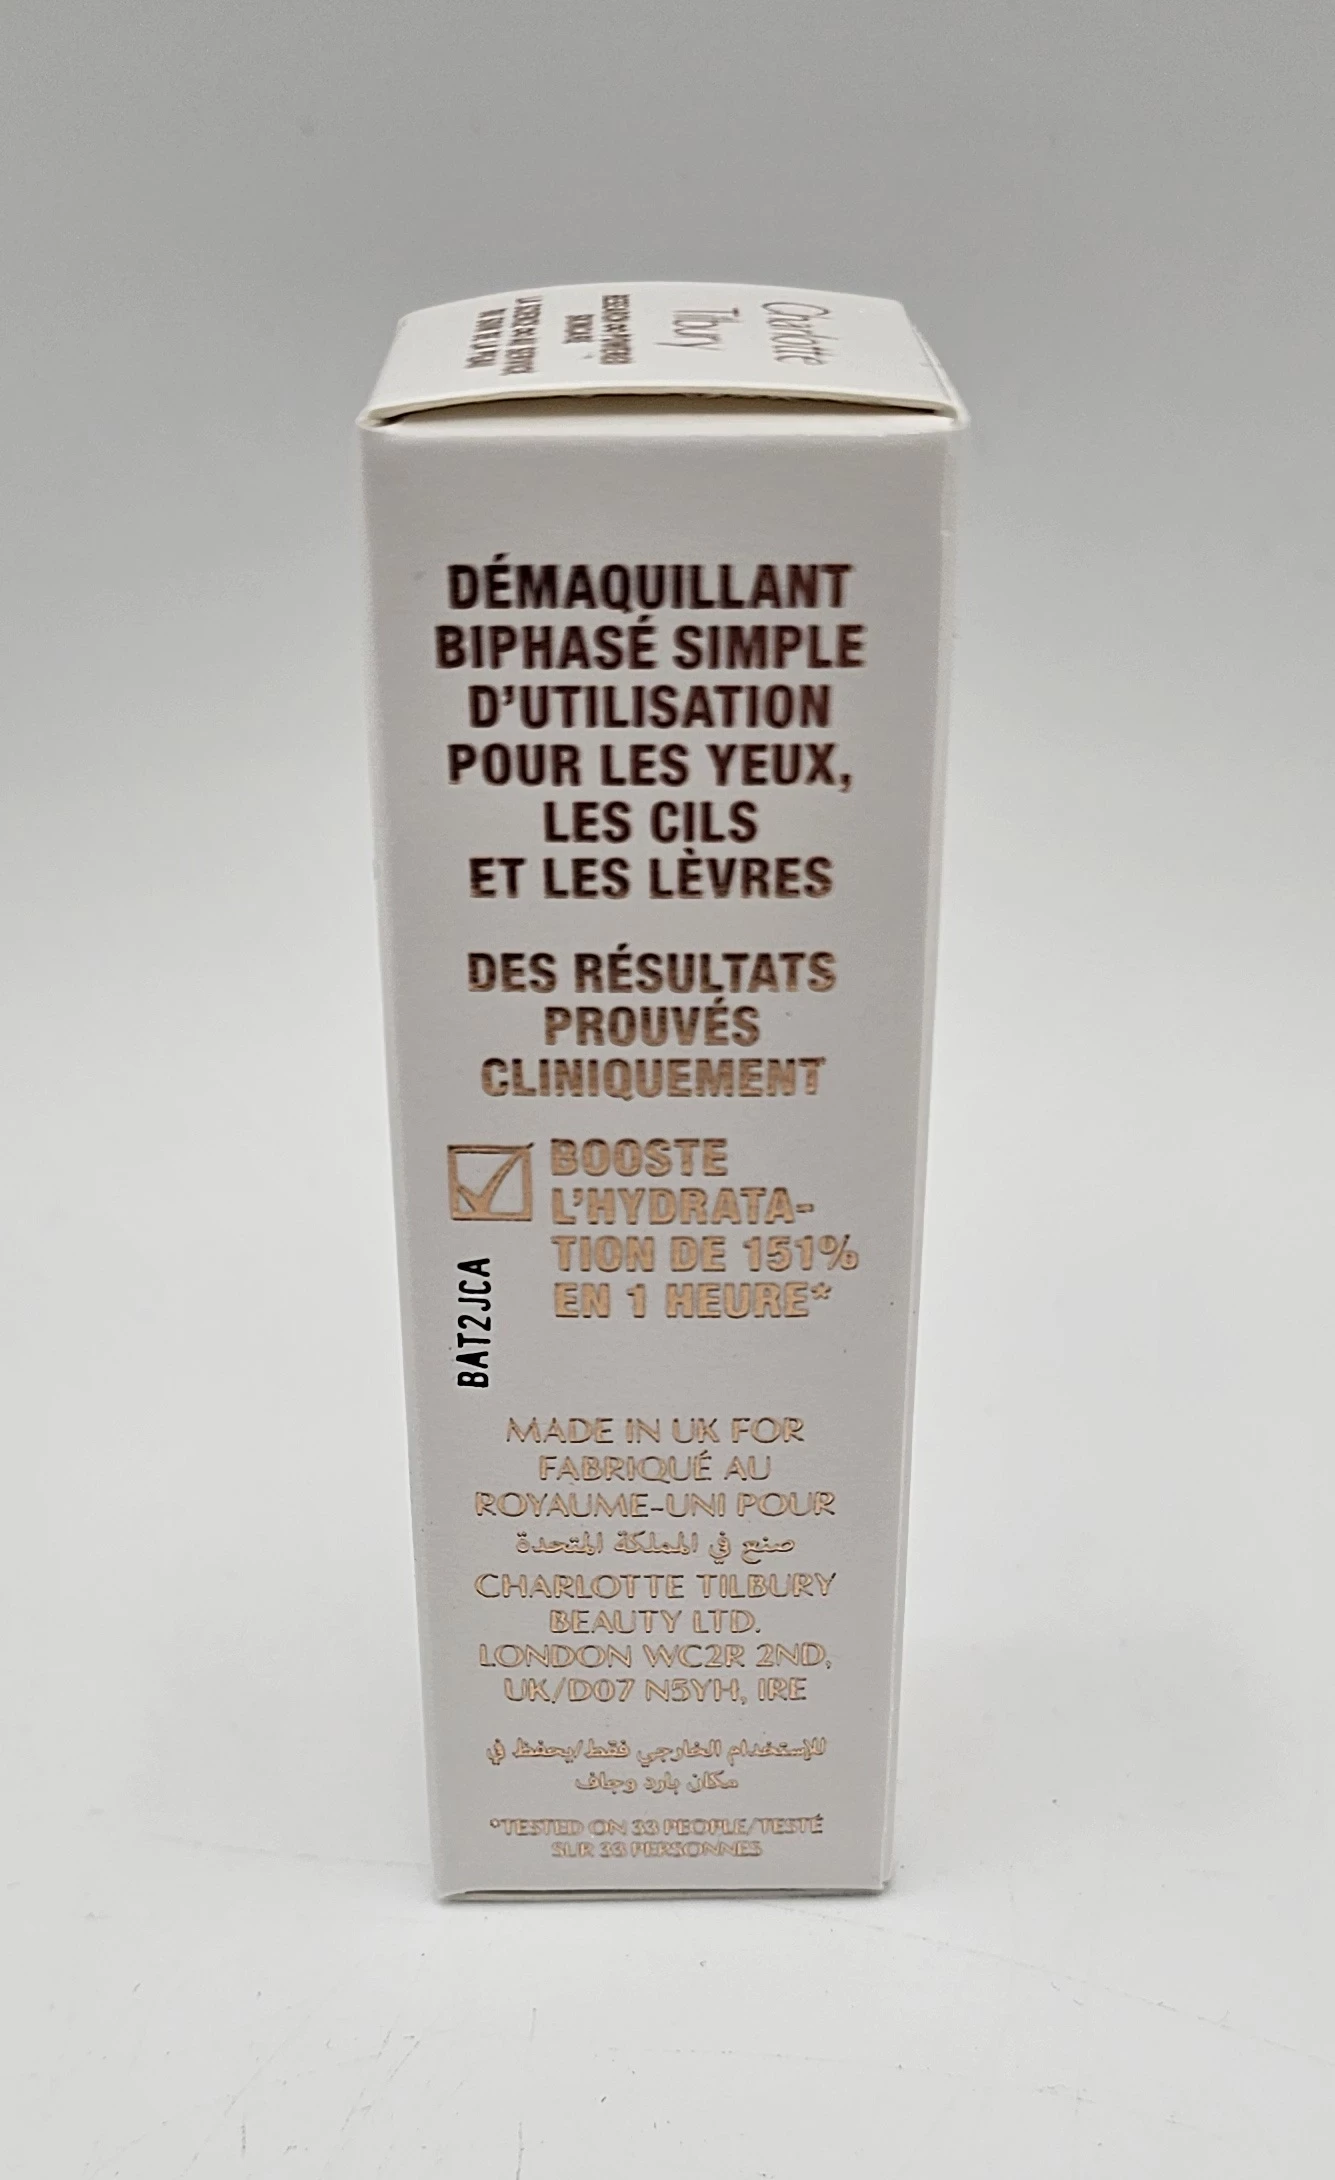 Charlotte
Tilbury
DÉMAQUILLANT
BIPHASÉ SIMPLE
D'UTILISATION
POUR LES YEUX,
LES CILS
ET LES LÈVRES
DES RÉSULTATS
PROUVÉS
CLINIQUEMENT
BOOSTE
L'HYDRATA-
TION DE 151%
EN 1 HEURE*
BAT2JCA
MADE IN UK FOR
FABRIQUÉ AU
ROYAUME-UNI POUR
صنع في المملكة المتحدة
CHARLOTTE TILBURY
BEAUTY LTD.
LONDON WC2R 2ND,
UK/D07 N5YH, IRE
للإستخدام الخارجي فقط/يحفظ في
مكان بارد وجاف
*TESTED ON 33 PEOPLE/TESTÉ
SUR 33 PERSONNES